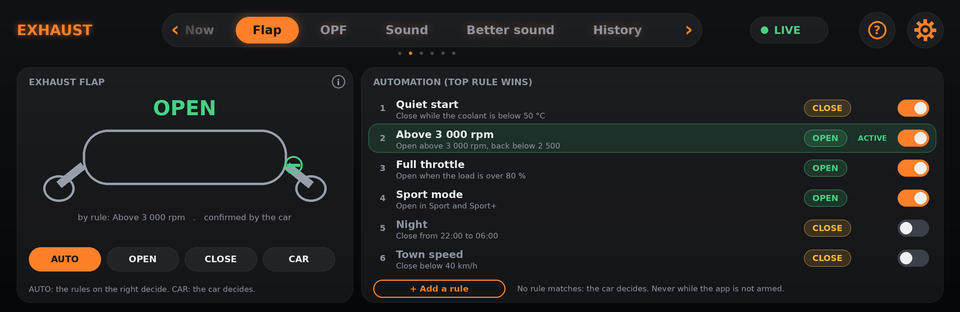 EXHAUST
‹ Now Flap OPF Sound Better sound History ›
LIVE
?
EXHAUST FLAP
i
OPEN
by rule: Above 3 000 rpm . confirmed by the car
AUTO OPEN CLOSE CAR
AUTO: the rules on the right decide. CAR: the car decides.
AUTOMATION (TOP RULE WINS)
1 Quiet start CLOSE
Close while the coolant is below 50 °C
2 Above 3 000 rpm OPEN ACTIVE
Open above 3 000 rpm, back below 2 500
3 Full throttle OPEN
Open when the load is over 80 %
4 Sport mode OPEN
Open in Sport and Sport+
5 Night CLOSE
Close from 22:00 to 06:00
6 Town speed CLOSE
Close below 40 km/h
+ Add a rule No rule matches: the car decides. Never while the app is not armed.